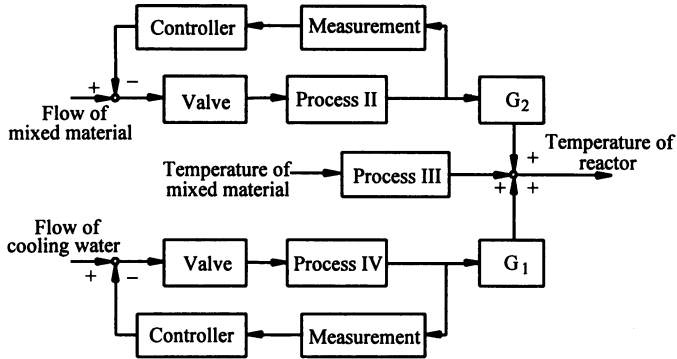 Controller
Measurement
+
−
Valve
Process II
G2
Flow of
mixed material
Temperature of
reactor
+
Temperature of
mixed material
Process III
+
+
Flow of
cooling water
+
−
Valve
Process IV
G1
Controller
Measurement